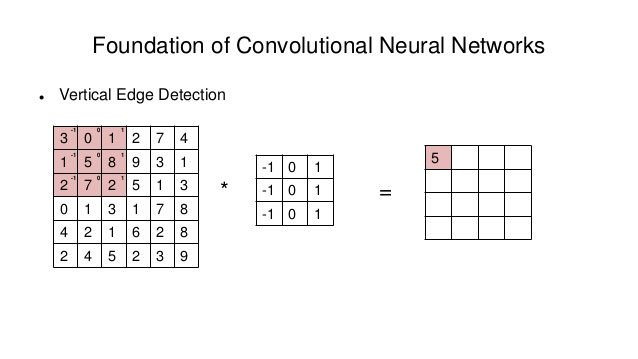 Foundation of Convolutional Neural Networks
• Vertical Edge Detection
3 -1 0 0 1 1 2 7 4
1 -1 5 0 8 1 9 3 1
2 -1 7 0 2 1 5 1 3
0 1 3 1 7 8
4 2 1 6 2 8
2 4 5 2 3 9
*
-1 0 1
-1 0 1
-1 0 1
=
5